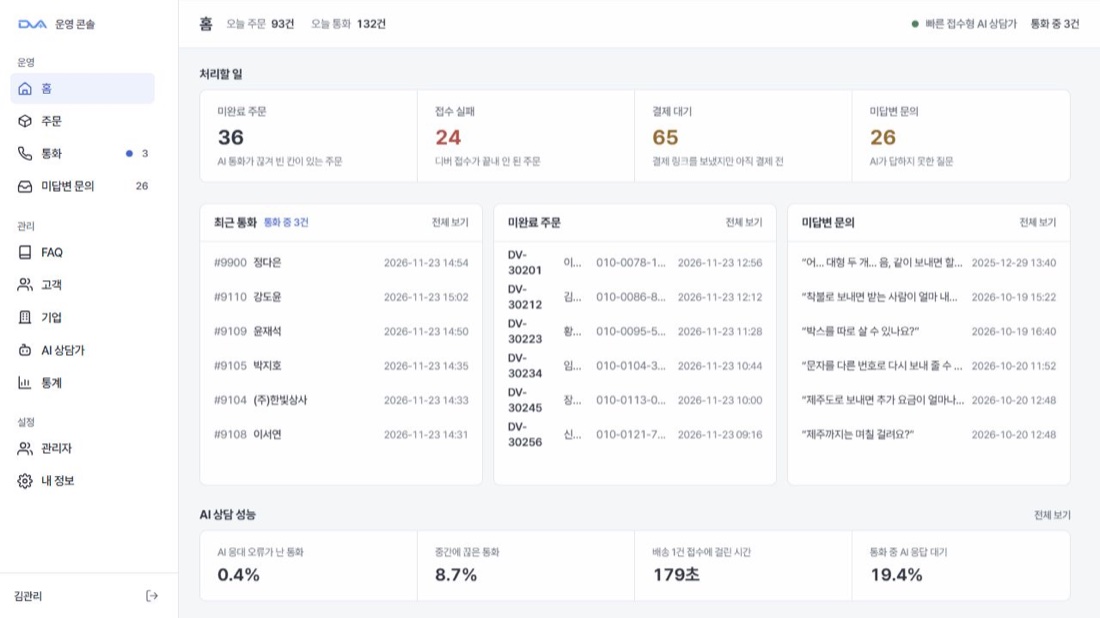 DVA 운영 콘솔
운영
홈
주문
통화 3
미답변 문의 26
관리
FAQ
고객
기업
AI 상담가
통계
설정
관리자
내 정보
김관리
홈 오늘 주문 93건 오늘 통화 132건
빠른 접수형 AI 상담가 통화 중 3건
처리할 일
미완료 주문
36
AI 통화가 끊겨 빈 칸이 있는 주문
접수 실패
24
디버 접수가 끝내 안 된 주문
결제 대기
65
결제 링크를 보냈지만 아직 결제 전
미답변 문의
26
AI가 답하지 못한 질문
최근 통화 통화 중 3건 전체 보기
#9900 정다은 2026-11-23 14:54
#9110 강도윤 2026-11-23 15:02
#9109 윤재석 2026-11-23 14:50
#9105 박지호 2026-11-23 14:35
#9104 (주)한빛상사 2026-11-23 14:33
#9108 이서연 2026-11-23 14:31
미완료 주문 전체 보기
DV-30201 이... 010-0078-1... 2026-11-23 12:56
DV-30212 김... 010-0086-8... 2026-11-23 12:12
DV-30223 황... 010-0095-5... 2026-11-23 11:28
DV-30234 임... 010-0104-3... 2026-11-23 10:44
DV-30245 장... 010-0113-0... 2026-11-23 10:00
DV-30256 신... 010-0121-7... 2026-11-23 09:16
미답변 문의 전체 보기
“어... 대형 두 개... 음, 같이 보내면 할... 2025-12-29 13:40
“착불로 보내면 받는 사람이 얼마 내... 2026-10-19 15:22
“박스를 따로 살 수 있나요?” 2026-10-19 16:40
“문자를 다른 번호로 다시 보내 줄 수 ... 2026-10-20 11:52
“제주도로 보내면 추가 요금이 얼마나... 2026-10-20 12:48
“제주까지는 며칠 걸려요?” 2026-10-20 12:48
AI 상담 성능 전체 보기
AI 응대 오류가 난 통화
0.4%
중간에 끊은 통화
8.7%
배송 1건 접수에 걸린 시간
179초
통화 중 AI 응답 대기
19.4%